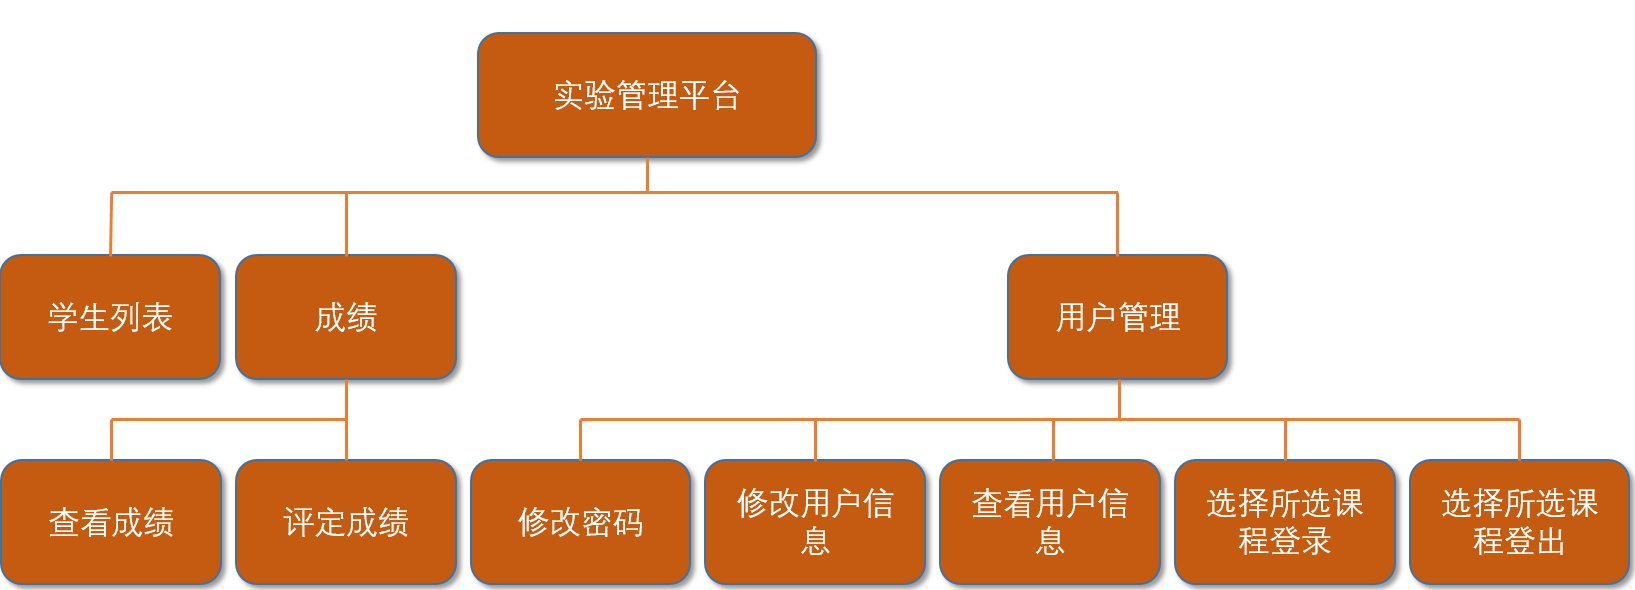 实验管理平台
学生列表
成绩
用户管理
查看成绩
评定成绩
修改密码
修改用户信
息
查看用户信
息
选择所选课
程登录
选择所选课
程登出